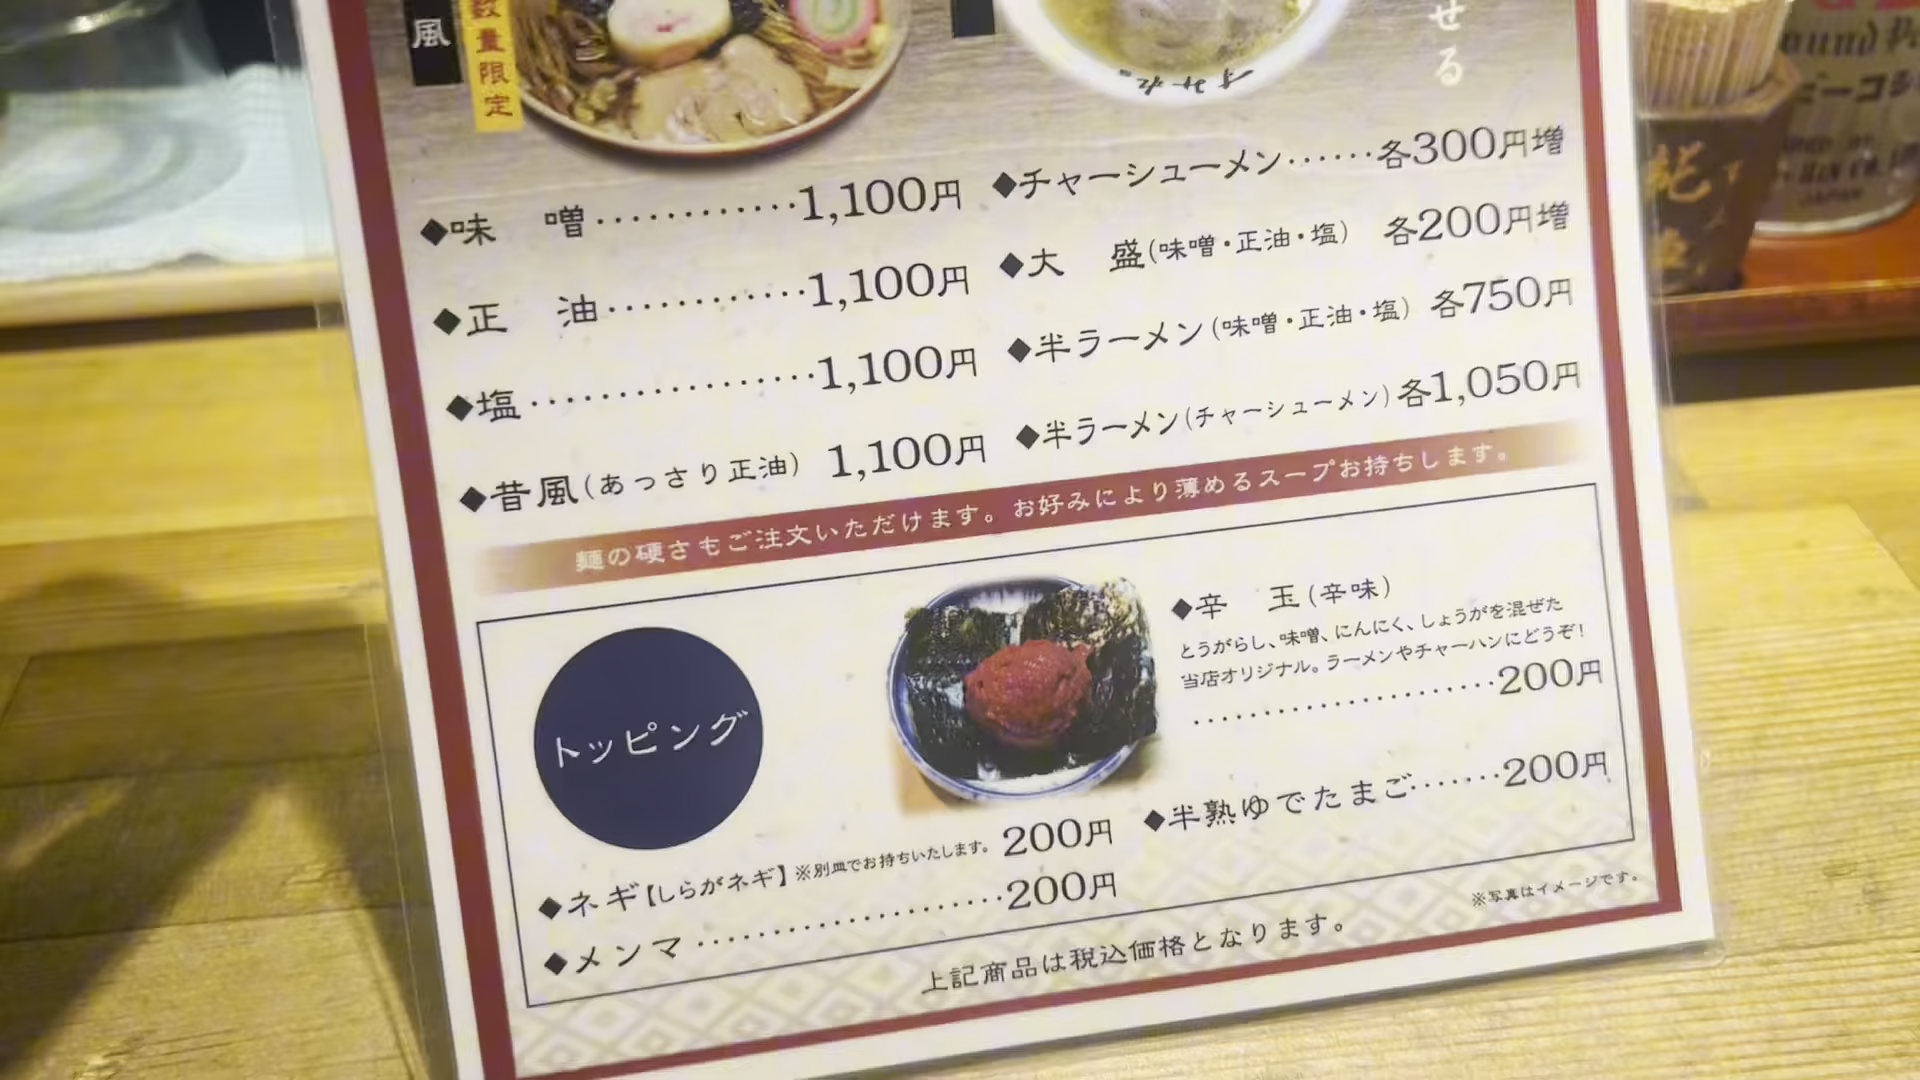 風
数量限定
せる
すみれ
◆味 噌…………1,100円
◆正 油…………1,100円
◆塩………………1,100円
◆昔風(あっさり正油) 1,100円
◆チャーシューメン……各300円増
◆大 盛(味噌・正油・塩) 各200円増
◆半ラーメン(味噌・正油・塩) 各750円
◆半ラーメン(チャーシューメン)各1,050円
麺の硬さもご注文いただけます。お好みにより薄めるスープお持ちします。
トッピング
◆辛 玉(辛味)
とうがらし、味噌、にんにく、しょうがを混ぜた
当店オリジナル。ラーメンやチャーハンにどうぞ!
…………………200円
◆ネギ【しらがネギ】※別皿でお持ちいたします。 200円
◆メンマ…………………200円
◆半熟ゆでたまご……200円
※写真はイメージです。
上記商品は税込価格となります。
JAPAN